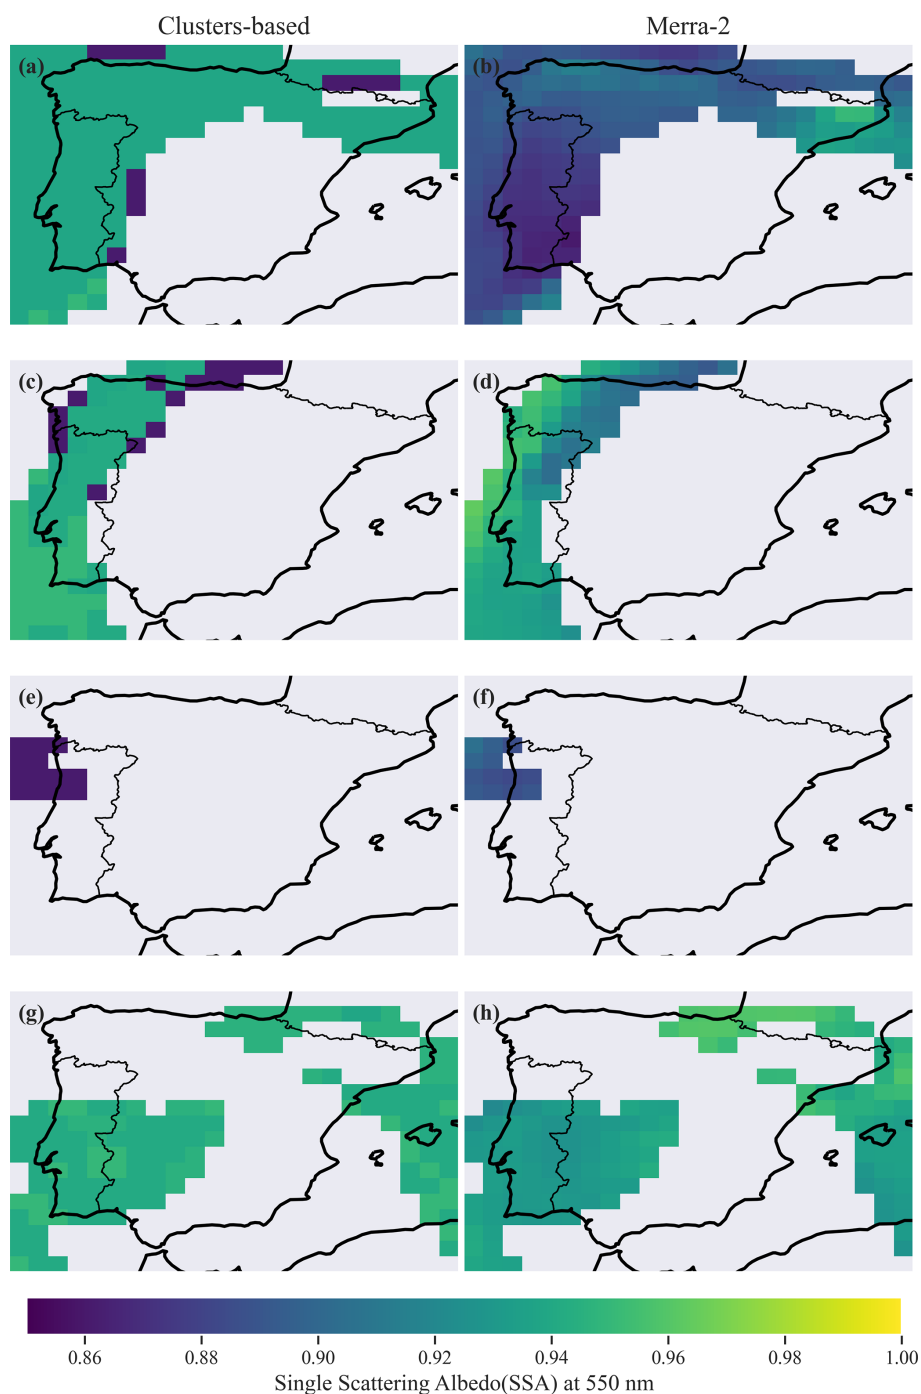 Clusters-based Merra-2
(a) (b)
(c) (d)
(e) (f)
(g) (h)
0.86 0.88 0.90 0.92 0.94 0.96 0.98 1.00
Single Scattering Albedo(SSA) at 550 nm